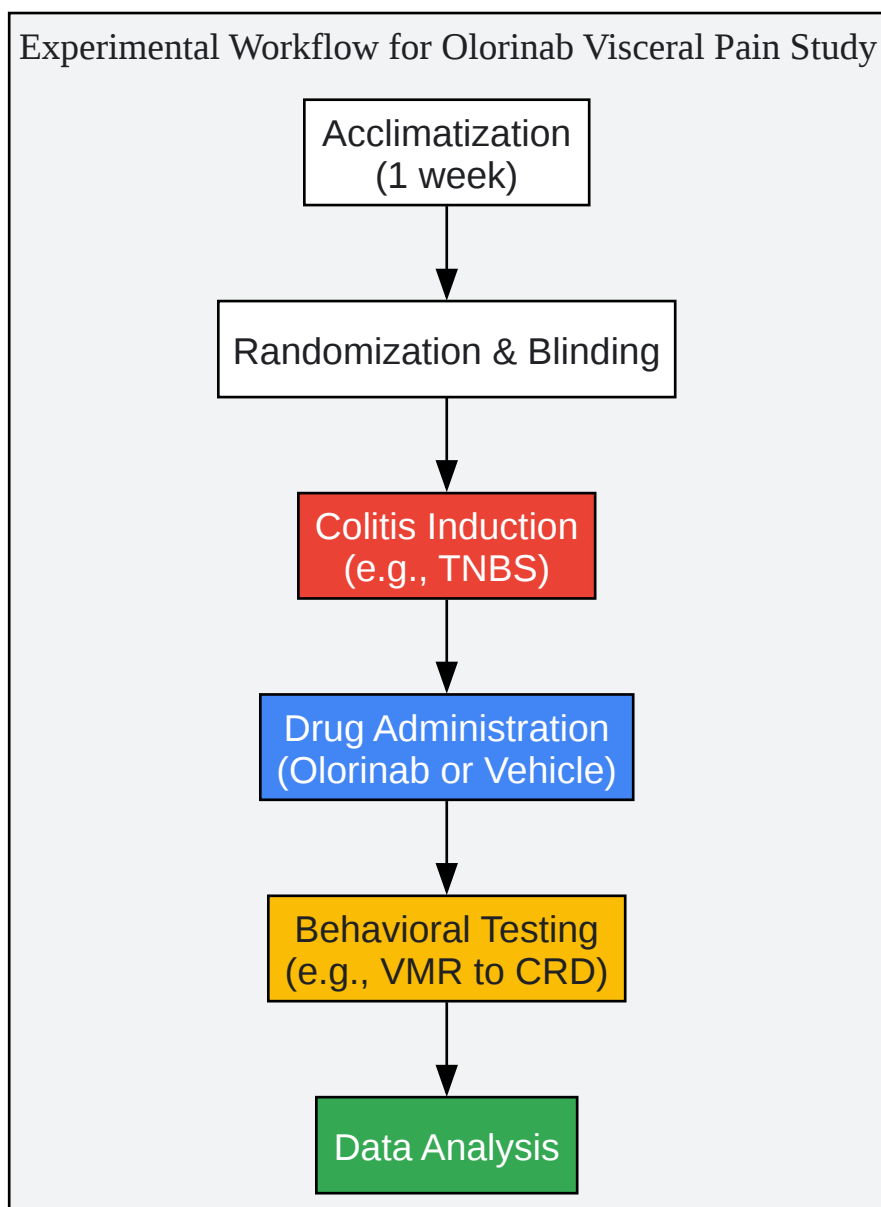 Experimental Workflow for Olorinab Visceral Pain Study
Acclimatization
(1 week)
Randomization & Blinding
Colitis Induction
(e.g., TNBS)
Drug Administration
(Olorinab or Vehicle)
Behavioral Testing
(e.g., VMR to CRD)
Data Analysis